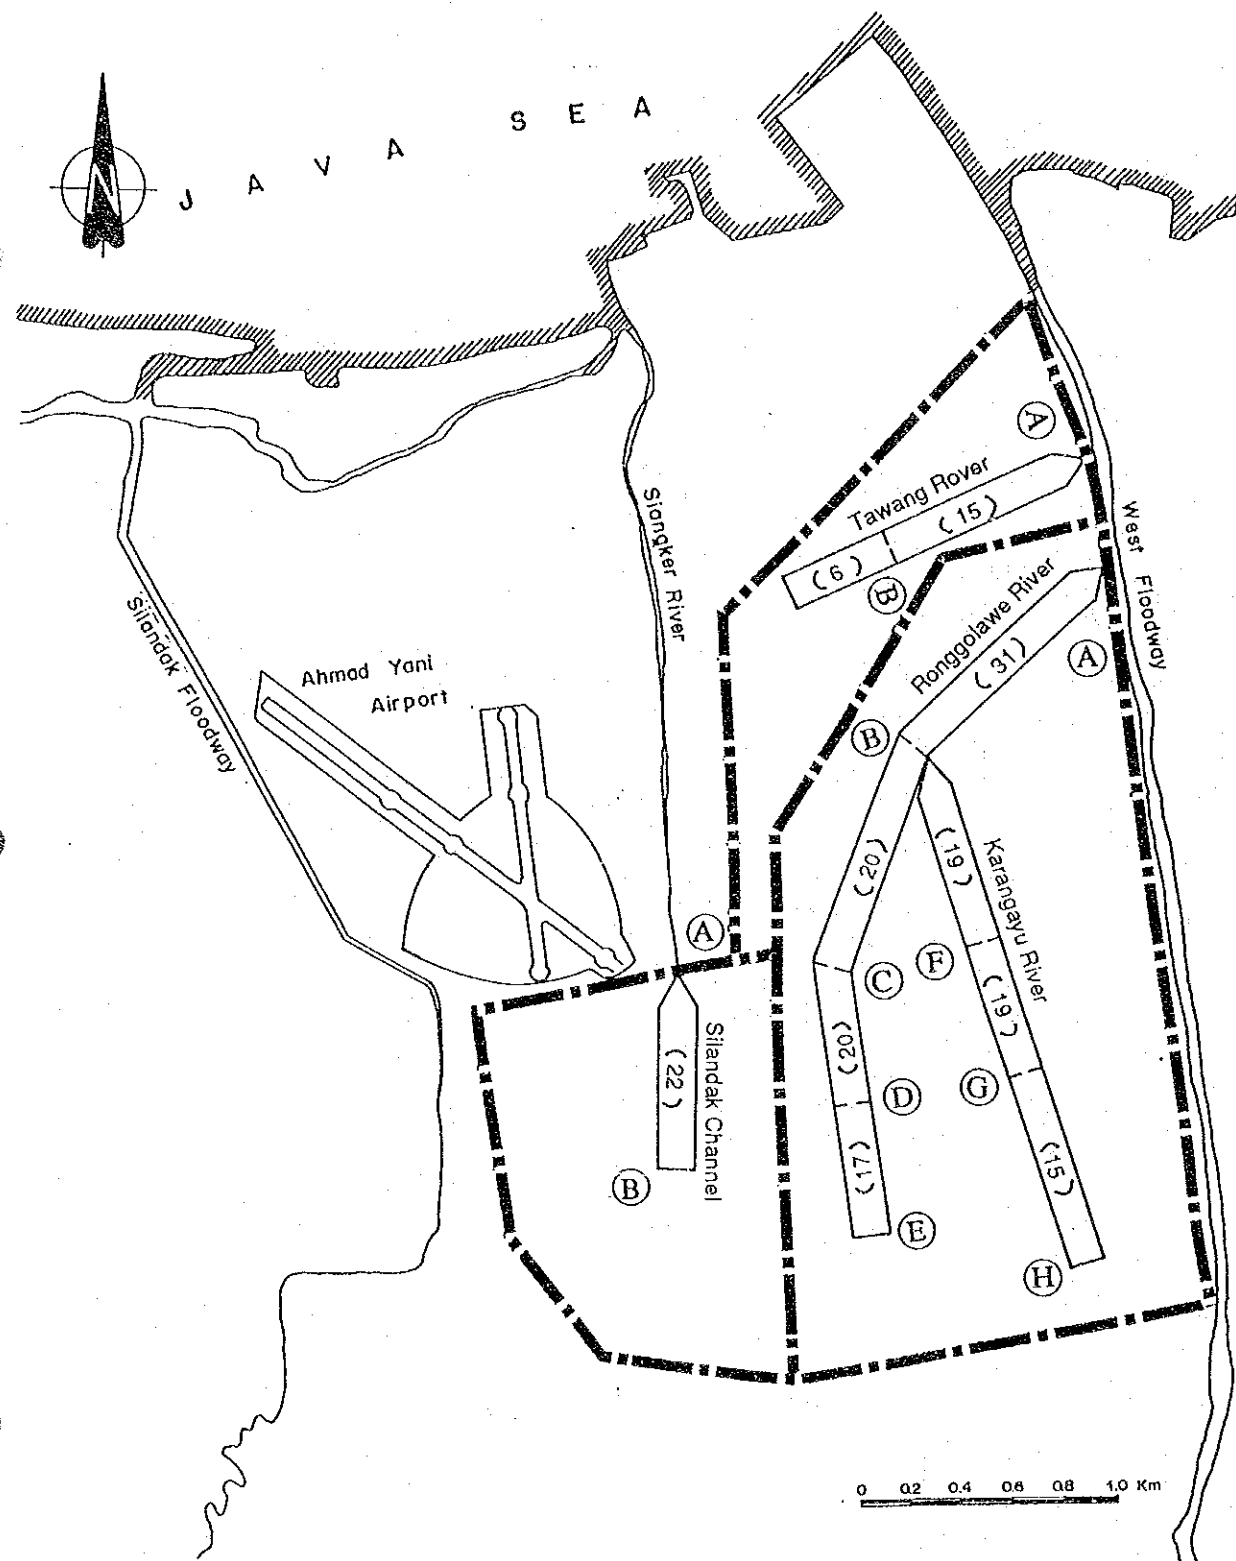 JAVA SEA
N
A
Tawang Rover
(15)
(6)
B
West Floodway
Siangker River
Silandak Floodway
Ahmad Yani
Airport
Ronggolawe River
(31)
A
B
(20)
(19)
Karangayu River
A
C
F
(20)
(19)
Silandak Channel
(22)
D
G
(17)
(15)
B
E
H
0 0.2 0.4 0.6 0.8 1.0 Km